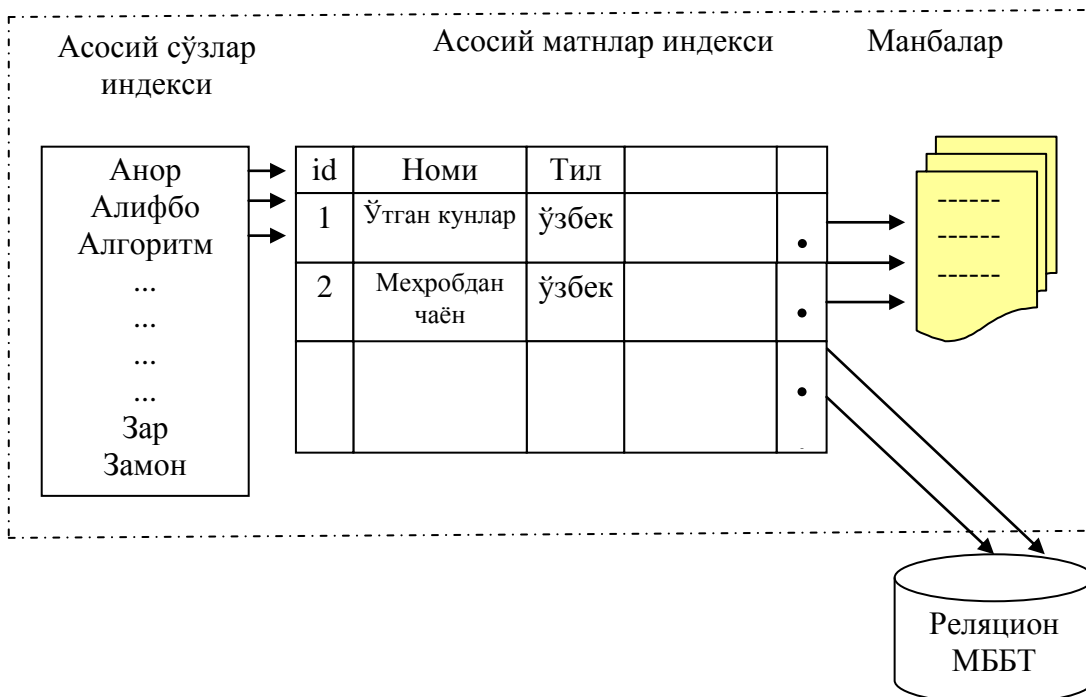 Асосий сўзлар
индекси
Асосий матнлар индекси
Манбалар
Анор
Алифбо
Алгоритм
...
...
...
...
Зар
Замон
id Номи Тил
1 Ўтган кунлар ўзбек
2 Меҳробдан
чаён ўзбек
------
------
------
Реляцион
МББТ